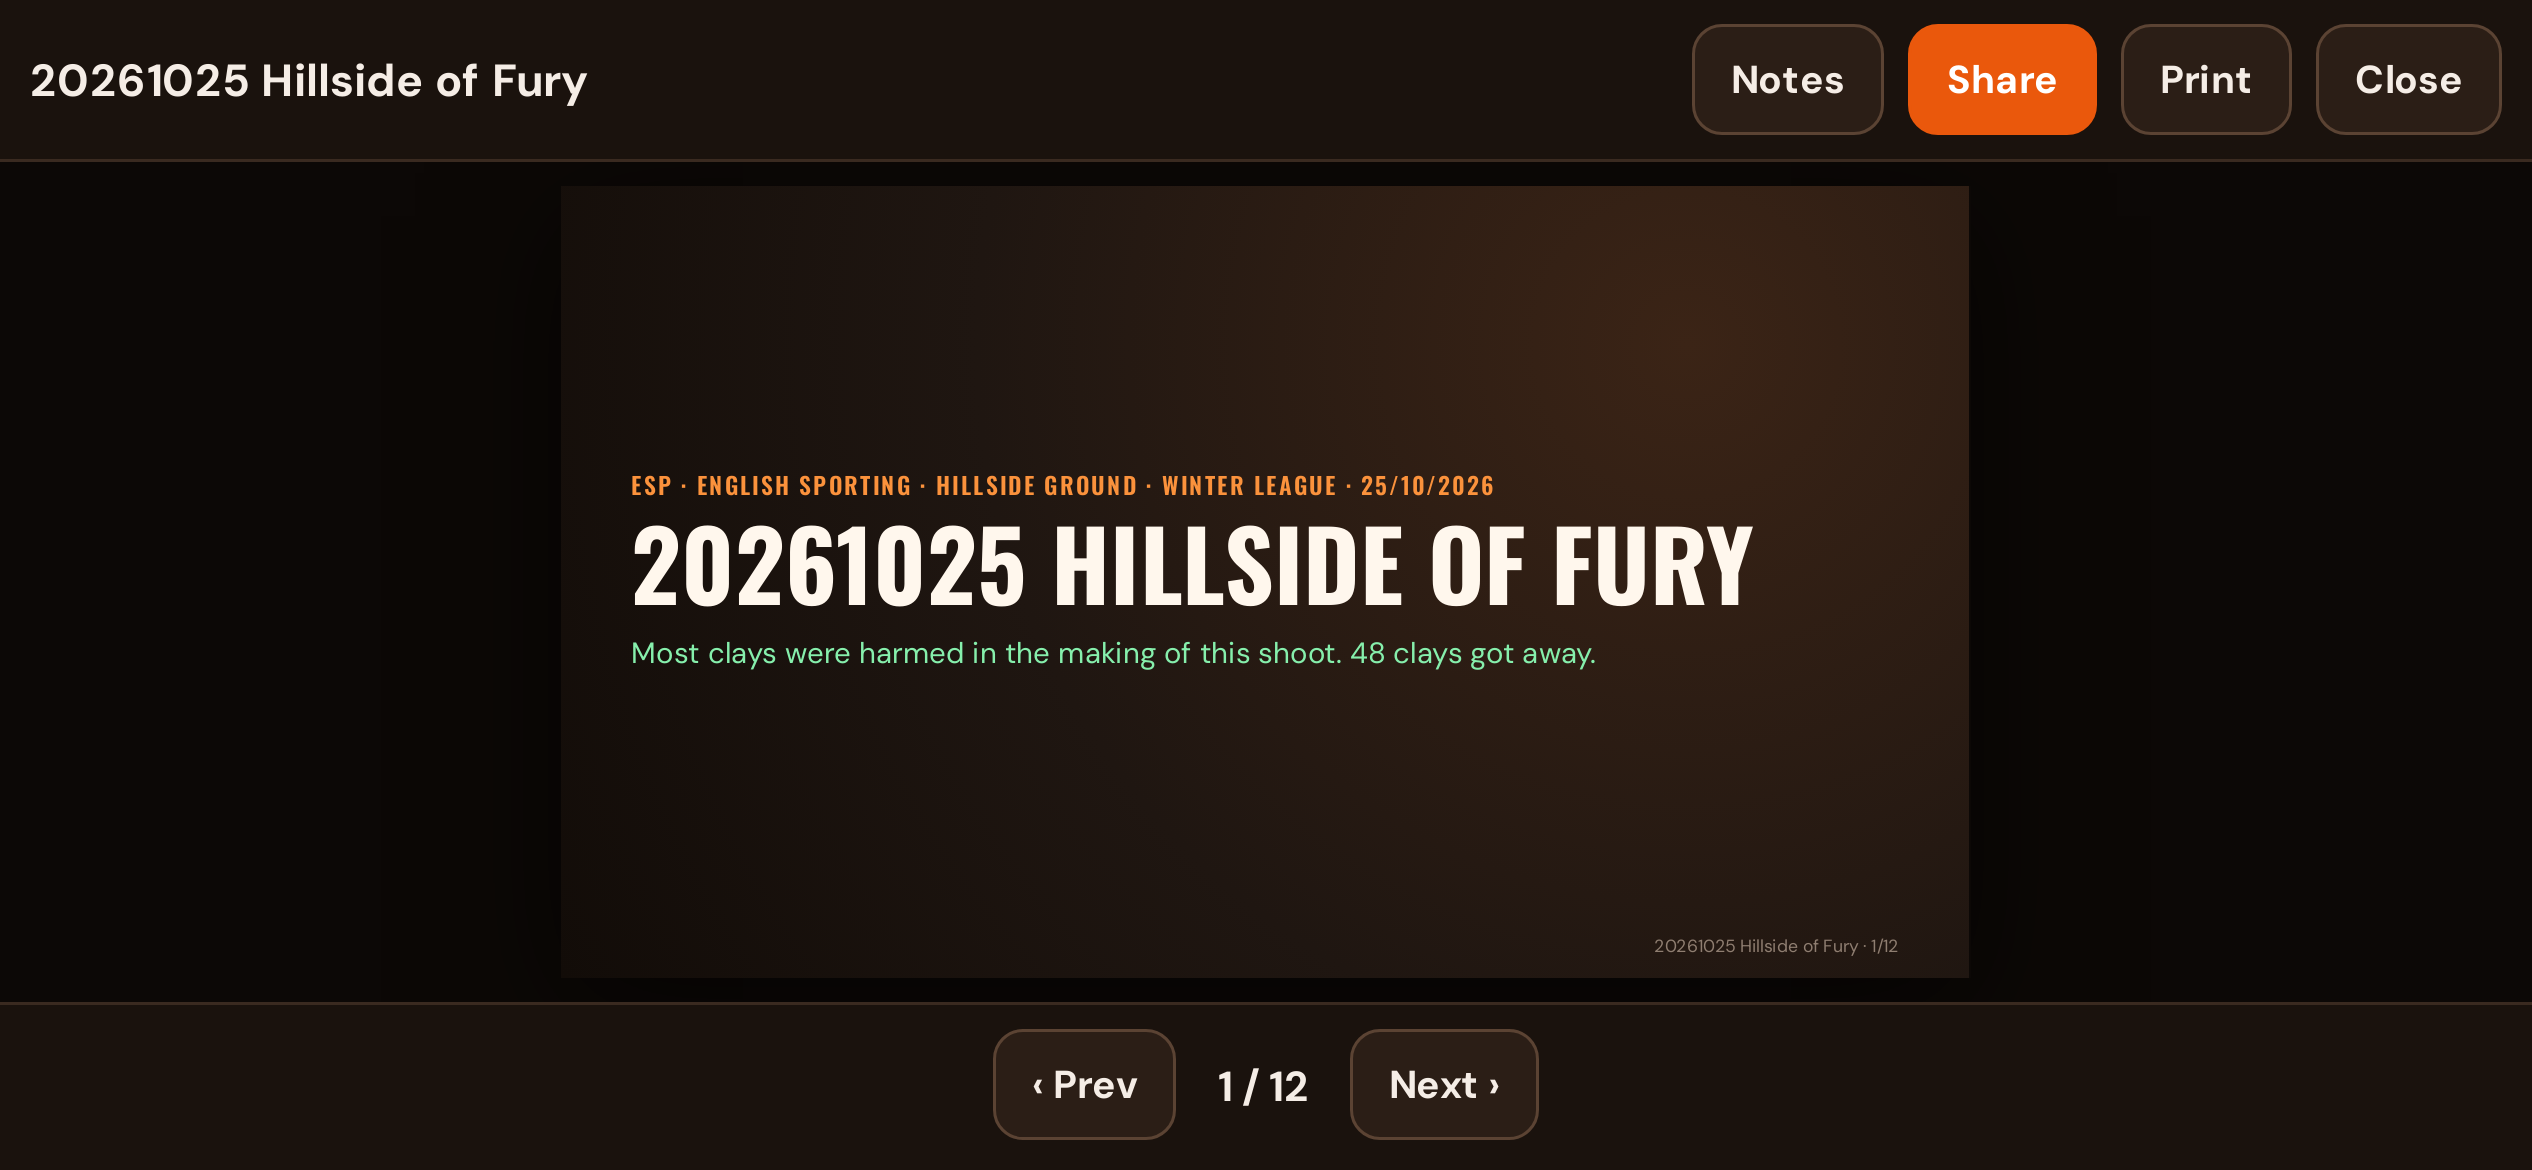 20261025 Hillside of Fury
Notes
Share
Print
Close
ESP · ENGLISH SPORTING · HILLSIDE GROUND · WINTER LEAGUE · 25/10/2026
20261025 HILLSIDE OF FURY
Most clays were harmed in the making of this shoot. 48 clays got away.
20261025 Hillside of Fury · 1/12
‹ Prev
1 / 12
Next ›